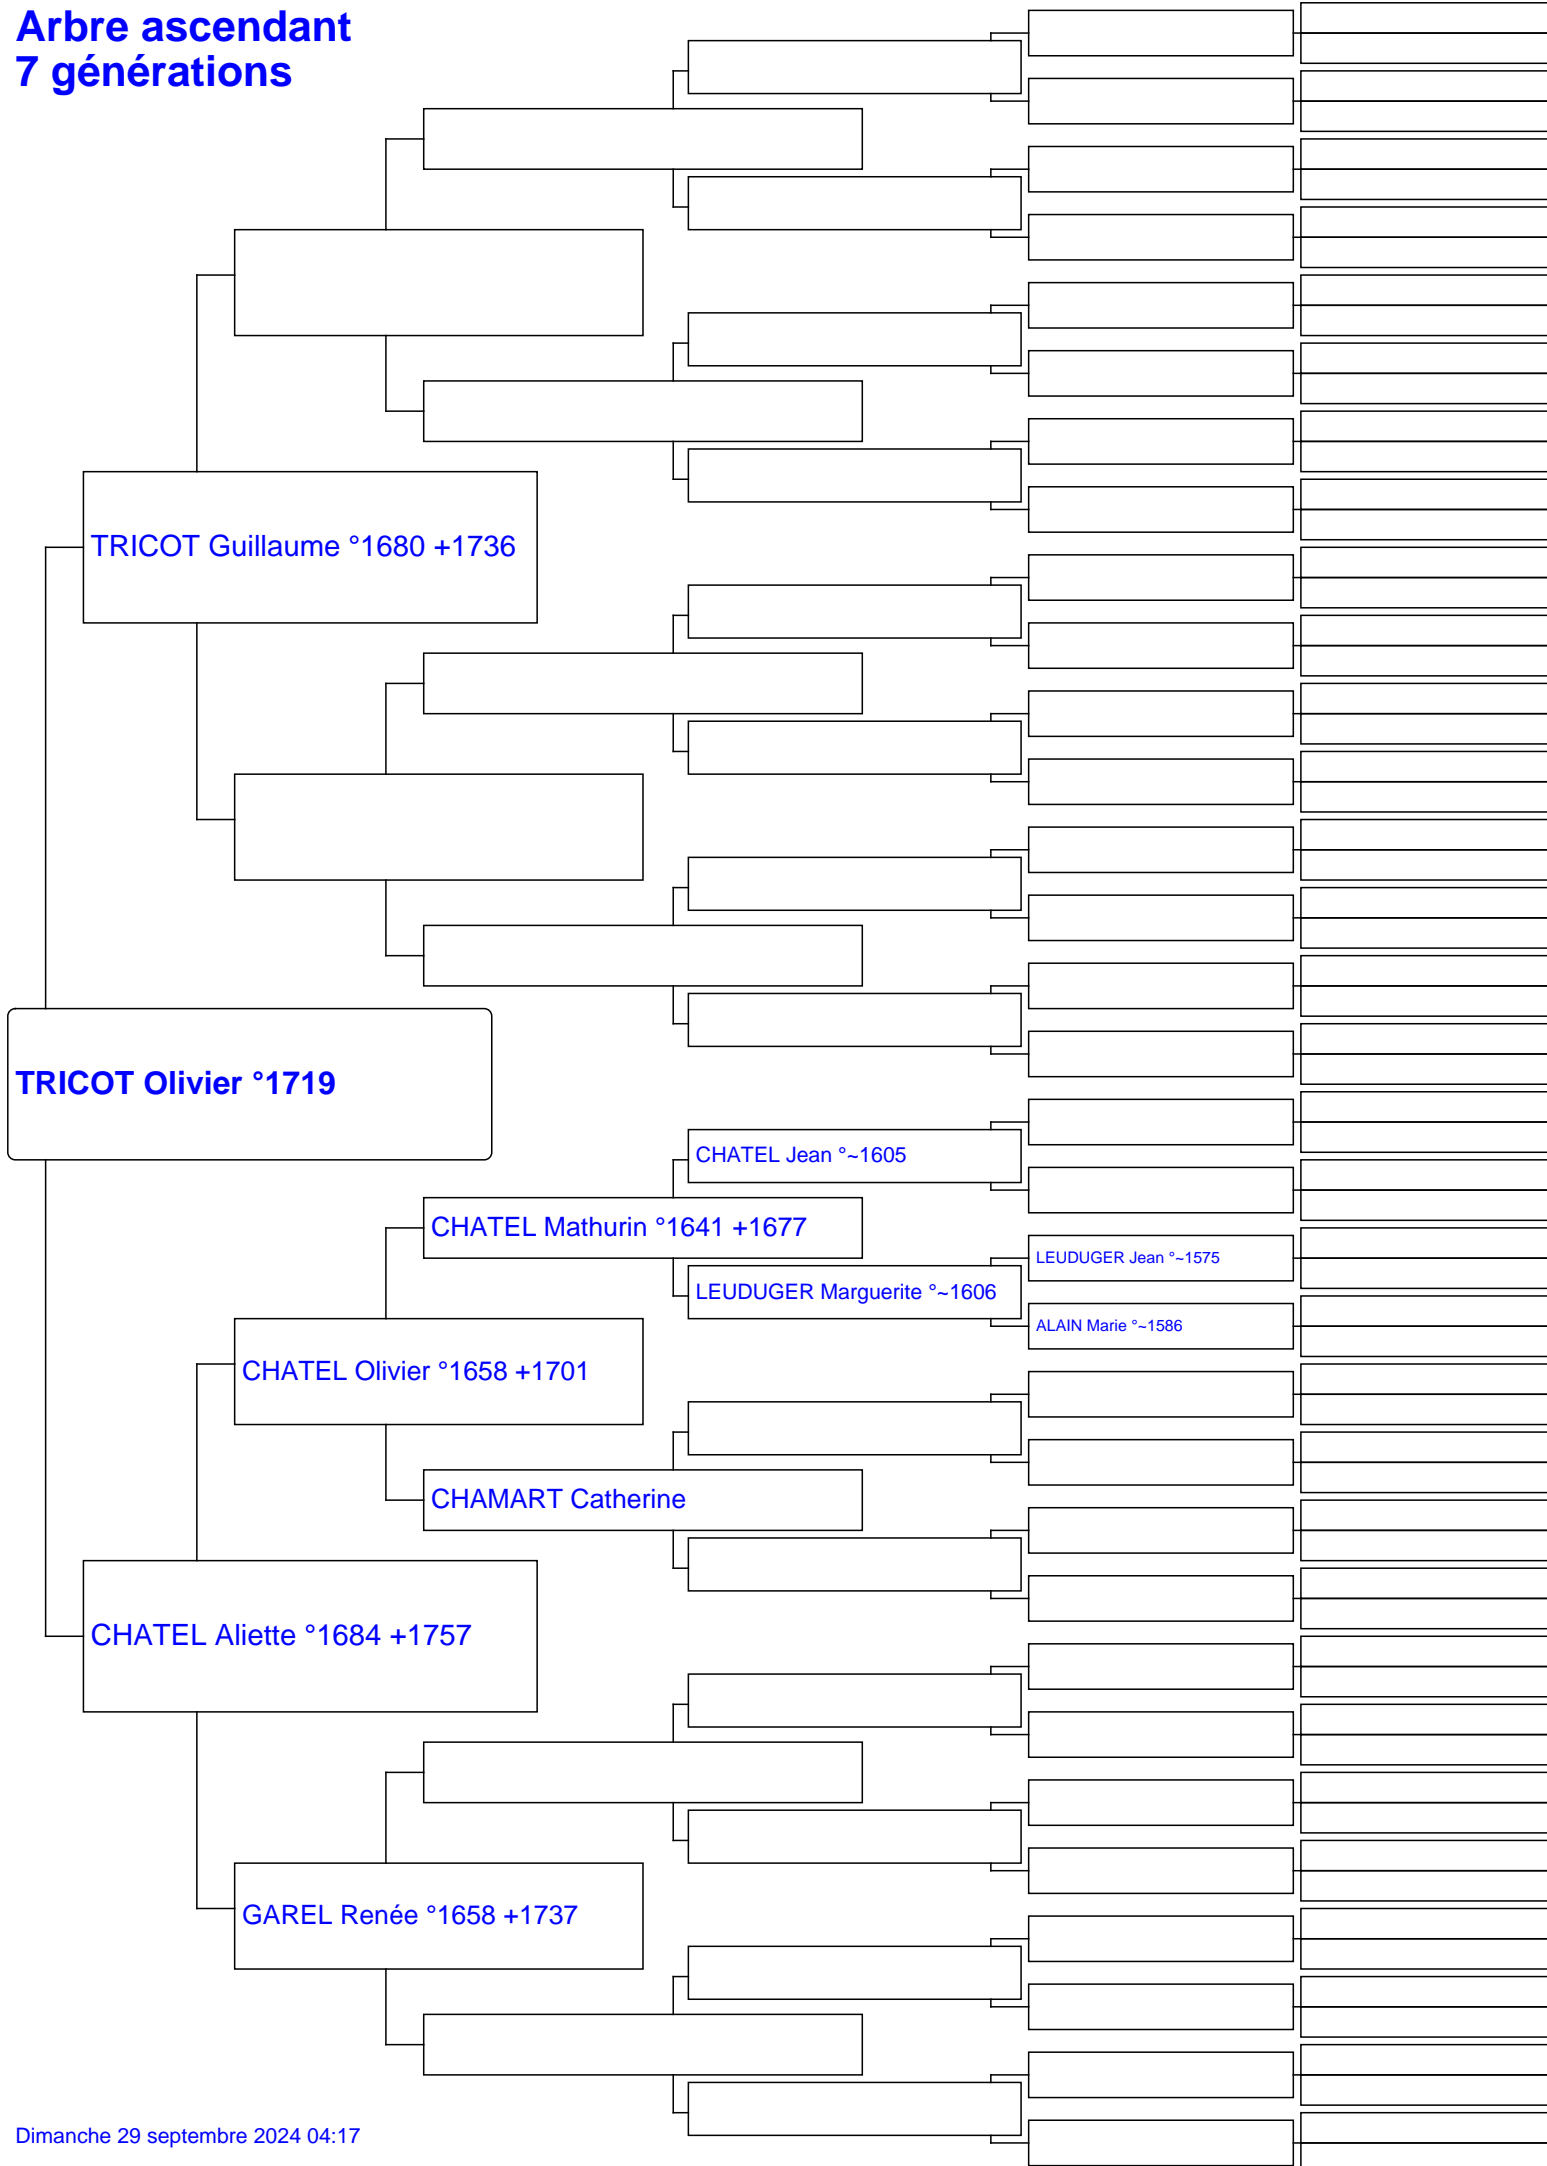 Arbre ascendant
7 générations
TRICOT Guillaume °1680 +1736
TRICOT Olivier °1719
CHATEL Jean °~1605
CHATEL Mathurin °1641 +1677
LEUDUGER Jean °~1575
LEUDUGER Marguerite °~1606
ALAIN Marie °~1586
CHATEL Olivier °1658 +1701
CHAMART Catherine
CHATEL Aliette °1684 +1757
GAREL Renée °1658 +1737
Dimanche 29 septembre 2024 04:17